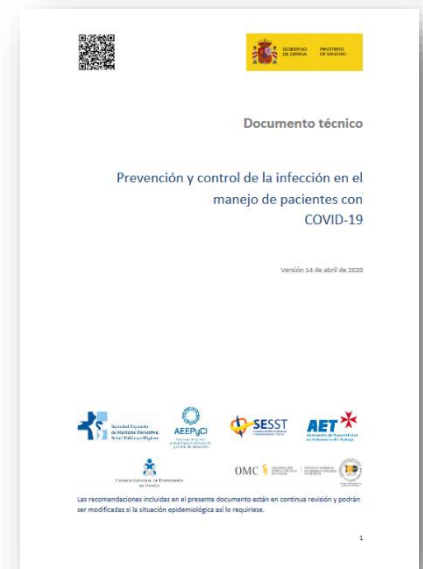 GOBIERNO MINISTERIO
DE ESPAÑA DE SANIDAD
Documento técnico
Prevención y control de la infección en el
manejo de pacientes con
COVID-19
Versión 14 de abril de 2020
Sociedad Española
de Medicina Preventiva,
Salud Pública e Higiene
AEEPyCI
SESST
AET
Consejo General de Enfermería
de España
OMC
Las recomendaciones incluidas en el presente documento están en continua revisión y podrán
ser modificadas si la situación epidemiológica así lo requiriese.
1